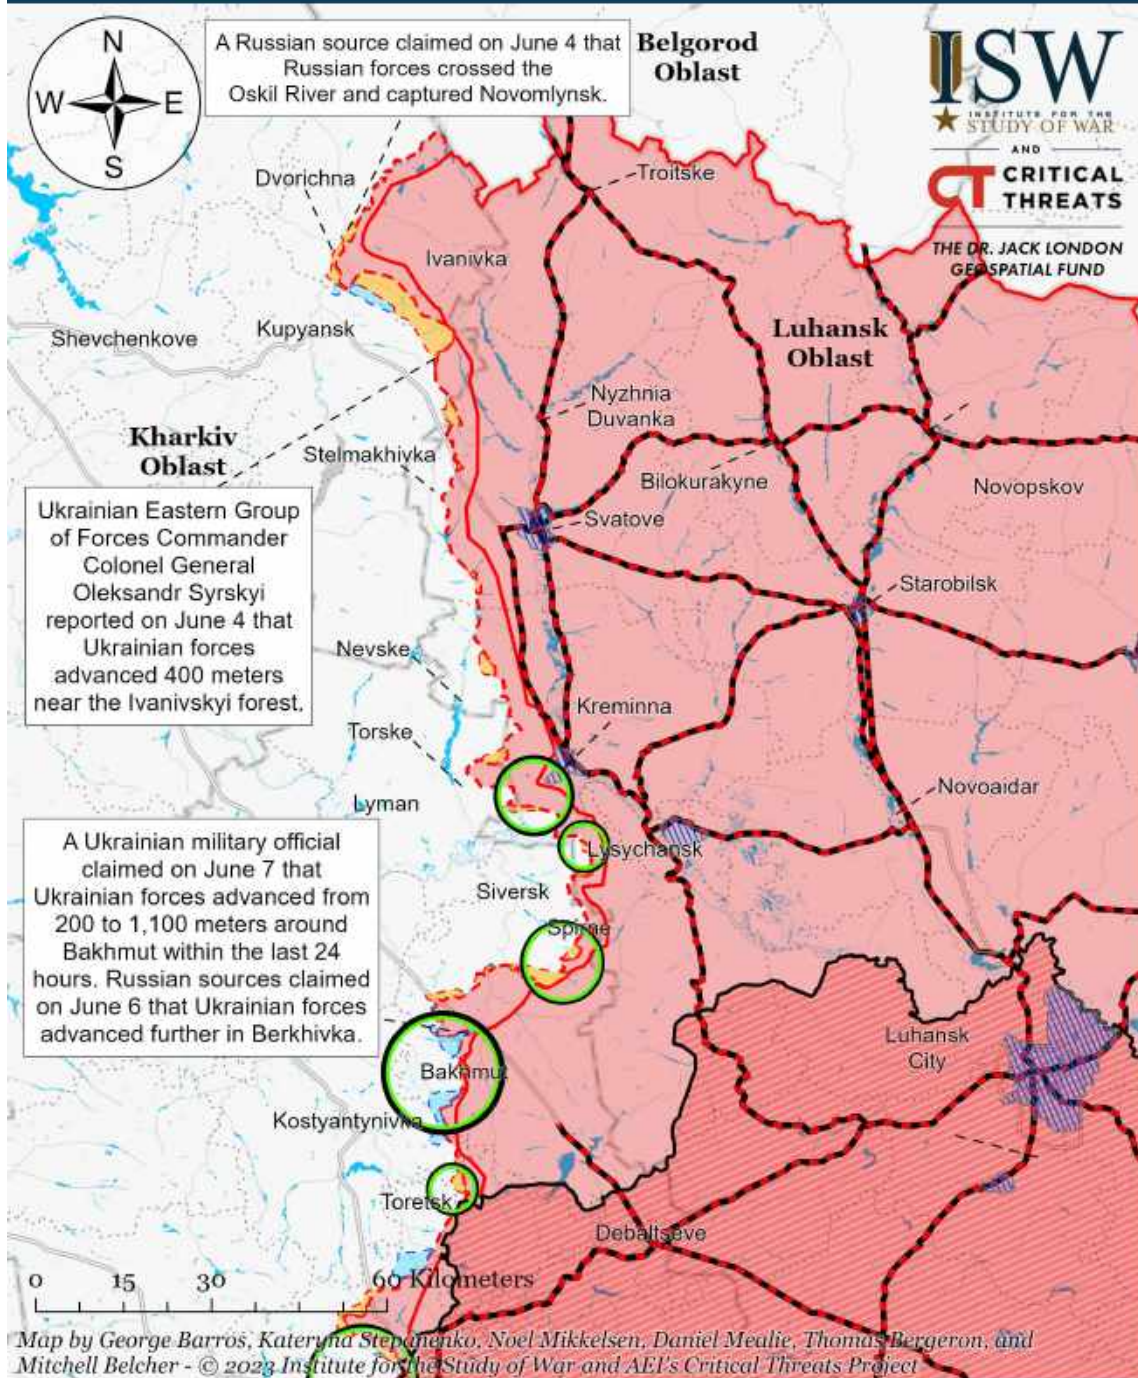 N
W E
S
A Russian source claimed on June 4 that
Russian forces crossed the
Oskil River and captured Novomlynsk.
Belgorod
Oblast
ISW
INSTITUTE FOR THE
STUDY OF WAR
AND
CT CRITICAL
THREATS
THE DR. JACK LONDON
GEOSPATIAL FUND
Dvorichna
Troitske
Ivanivka
Shevchenkove
Kupyansk
Luhansk
Oblast
Nyzhnia
Duvanka
Kharkiv
Oblast
Stelmakhivka
Bilokurakyne
Novopskov
Ukrainian Eastern Group
of Forces Commander
Colonel General
Oleksandr Syrskyi
reported on June 4 that
Ukrainian forces
advanced 400 meters
near the Ivanivskyi forest.
Svatove
Starobilsk
Nevske
Kreminna
Torske
Novoaidar
Lyman
A Ukrainian military official
claimed on June 7 that
Ukrainian forces advanced from
200 to 1,100 meters around
Bakhmut within the last 24
hours. Russian sources claimed
on June 6 that Ukrainian forces
advanced further in Berkhivka.
Lysychansk
Siversk
Spirne
Luhansk
City
Bakhmut
Kostyantynivka
Toretsk
Debaltseve
0 15 30 60 Kilometers
Map by George Barros, Kateryna Stepanenko, Noel Mikkelsen, Daniel Mealie, Thomas Bergeron, and
Mitchell Belcher - © 2023 Institute for the Study of War and AEI's Critical Threats Project